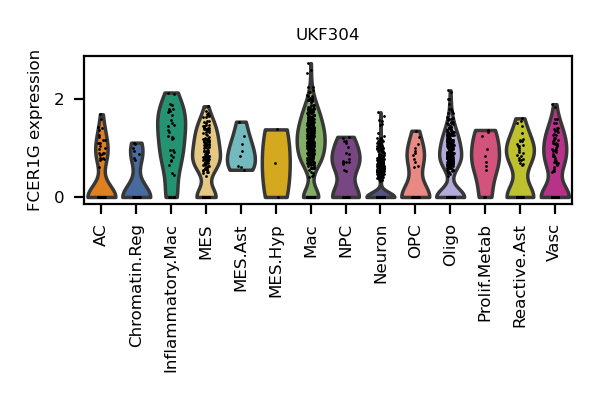 UKF304
FCER1G expression
2
0
AC
Chromatin.Reg
Inflammatory.Mac
MES
MES.Ast
MES.Hyp
Mac
NPC
Neuron
OPC
Oligo
Prolif.Metab
Reactive.Ast
Vasc